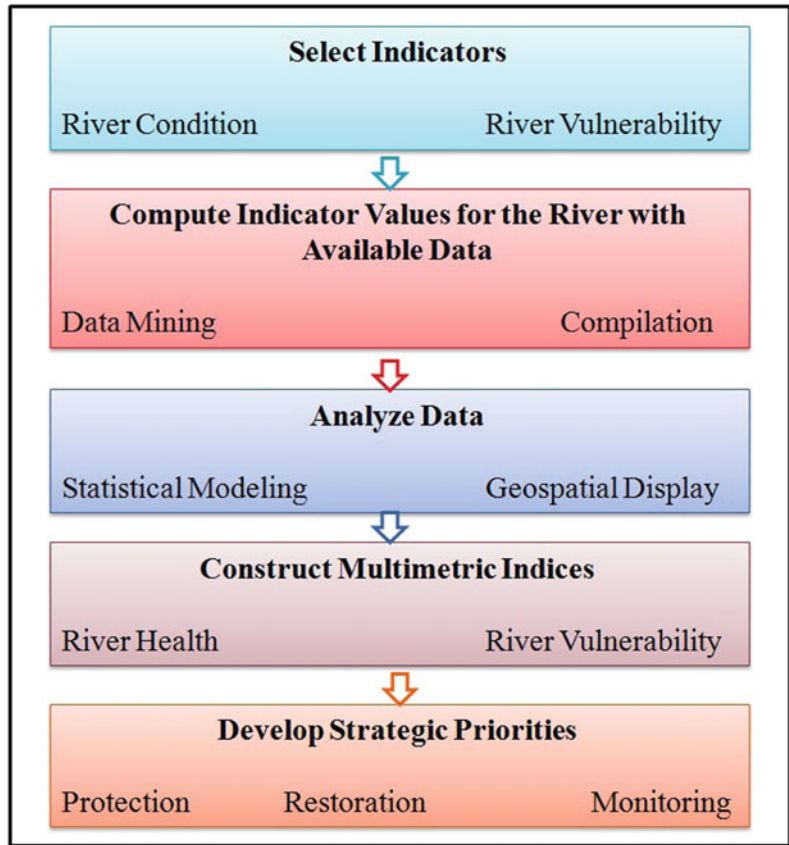 Select Indicators
River Condition River Vulnerability
Compute Indicator Values for the River with
Available Data
Data Mining Compilation
Analyze Data
Statistical Modeling Geospatial Display
Construct Multimetric Indices
River Health River Vulnerability
Develop Strategic Priorities
Protection Restoration Monitoring